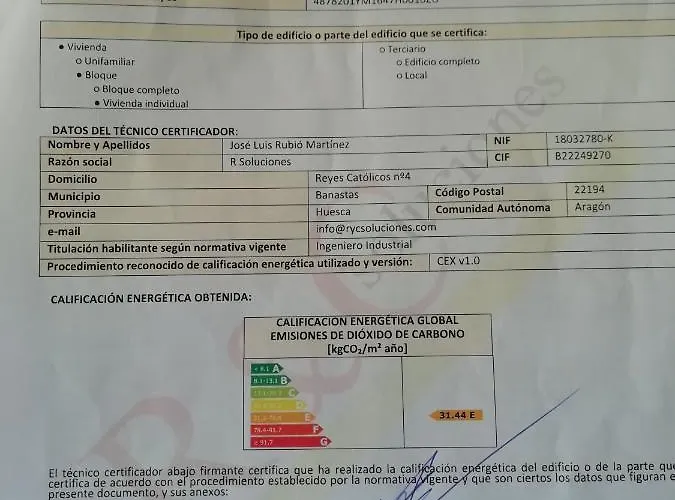 Tipo de edificio o parte del edificio que se certifica:
● Vivienda
o Unifamiliar
● Bloque
o Bloque completo
● Vivienda individual
o Terciario
o Edificio completo
o Local
DATOS DEL TÉCNICO CERTIFICADOR:
Nombre y Apellidos José Luis Rubió Martínez NIF 18032780-K
Razón social R Soluciones CIF B22249270
Domicilio Reyes Católicos nº4
Municipio Banastas Código Postal 22194
Provincia Huesca Comunidad Autónoma Aragón
e-mail info@rycsoluciones.com
Titulación habilitante según normativa vigente Ingeniero Industrial
Procedimiento reconocido de calificación energética utilizado y versión: CEX v1.0
CALIFICACIÓN ENERGÉTICA OBTENIDA:
CALIFICACIÓN ENERGÉTICA GLOBAL
EMISIONES DE DIÓXIDO DE CARBONO
[kgCO₂/m² año]
A
B
C
D
E
F
G
31.44 E
El técnico certificador abajo firmante certifica que ha realizado la calificación energética del edificio o de la parte que
certifica de acuerdo con el procedimiento establecido por la normativa vigente y que son ciertos los datos que figuran e
presente documento, y sus anexos: